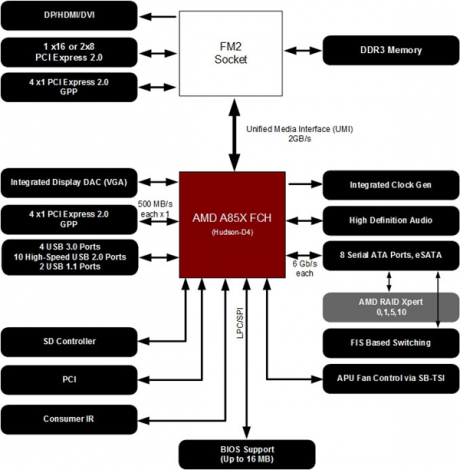 DP/HDMI/DVI
1 x16 or 2x8
PCI Express 2.0
4 x1 PCI Express 2.0
GPP
FM2
Socket
DDR3 Memory
Unified Media Interface (UMI)
2GB/s
Integrated Display DAC (VGA)
4 x1 PCI Express 2.0
GPP
500 MB/s
each x 1
4 USB 3.0 Ports
10 High-Speed USB 2.0 Ports
2 USB 1.1 Ports
AMD A85X FCH
(Hudson-D4)
Integrated Clock Gen
High Definition Audio
6 Gb/s
each
8 Serial ATA Ports, eSATA
AMD RAID Xpert
0,1,5,10
FIS Based Switching
APU Fan Control via SB-TSI
SD Controller
PCI
Consumer IR
LPC/SPI
BIOS Support
(Up to 16 MB)